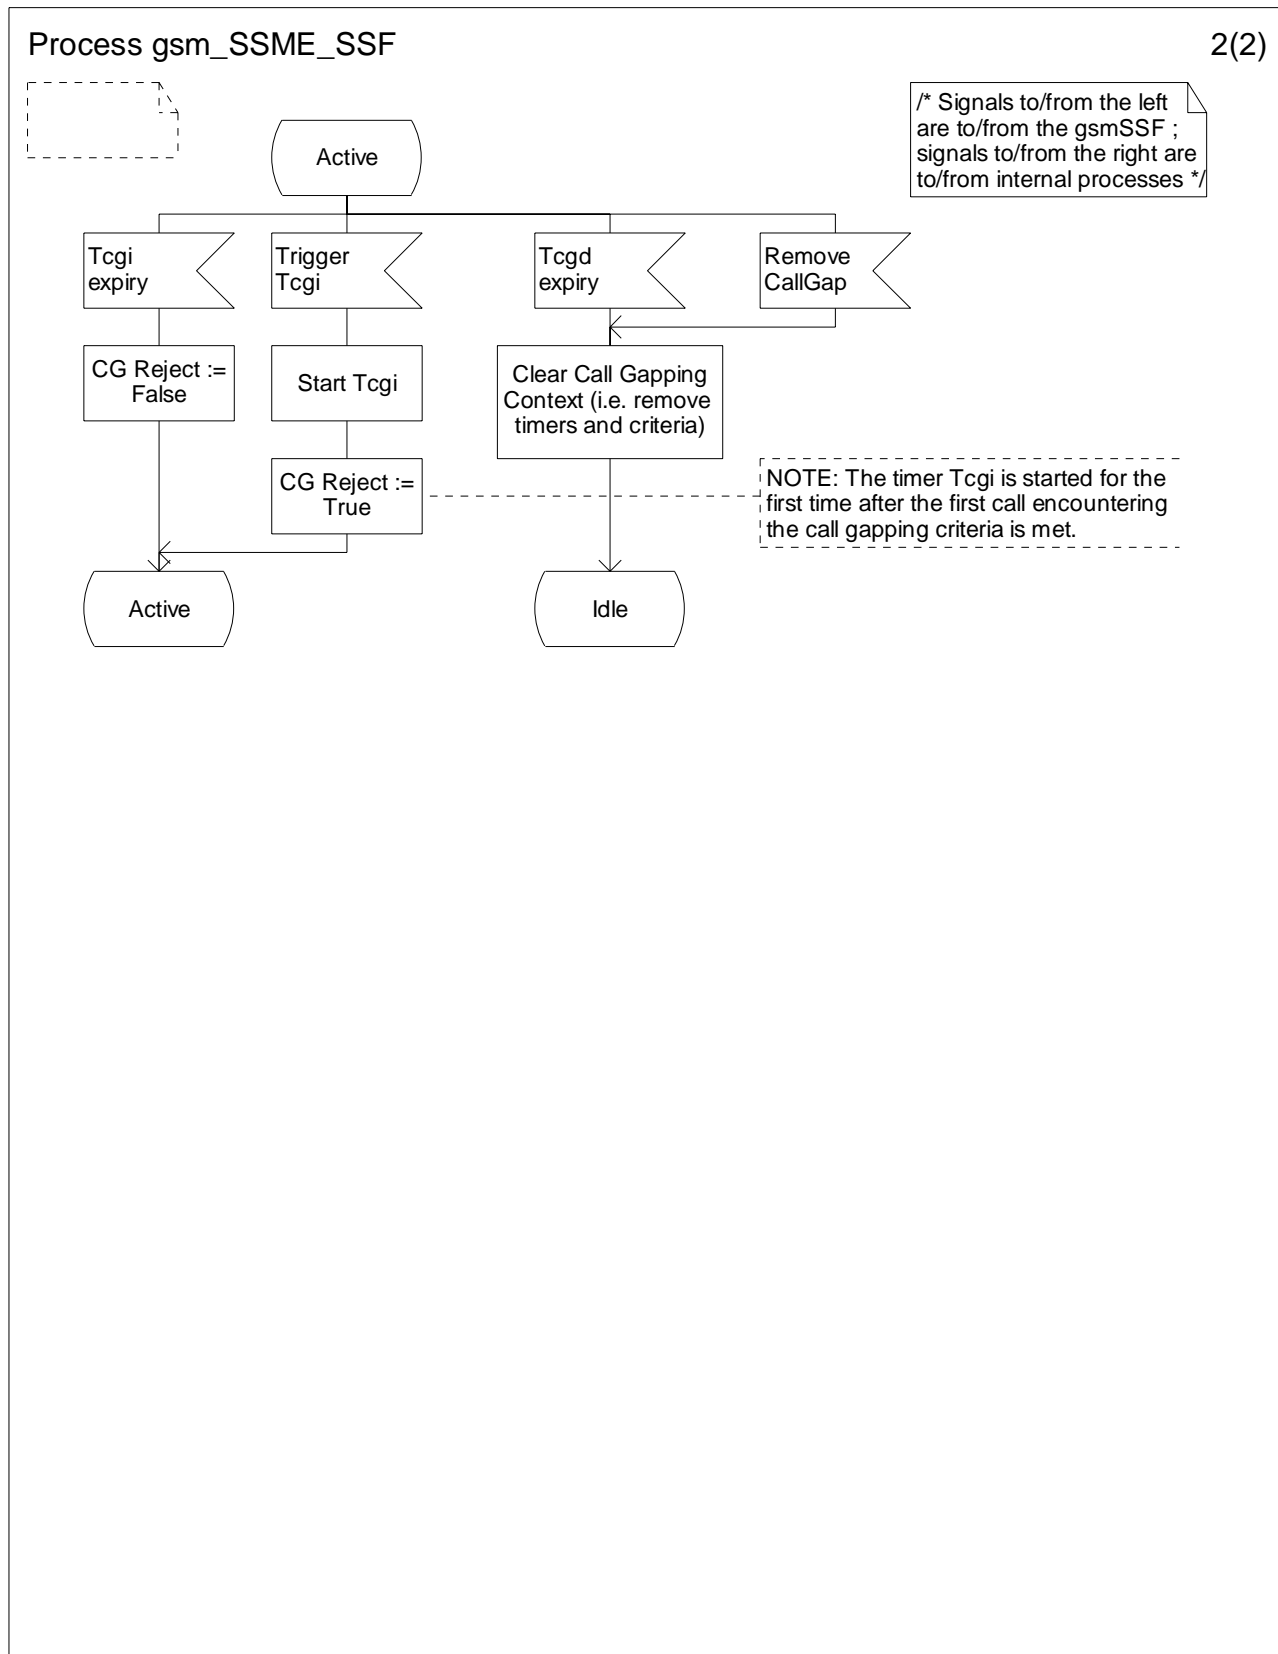 Process gsm_SSME_SSF
2(2)
/* Signals to/from the left
are to/from the gsmSSF ;
signals to/from the right are
to/from internal processes */
Active
Tcgi
expiry
Trigger
Tcgi
Tcgd
expiry
Remove
CallGap
CG Reject :=
False
Start Tcgi
Clear Call Gapping
Context (i.e. remove
timers and criteria)
CG Reject :=
True
NOTE: The timer Tcgi is started for the
first time after the first call encountering
the call gapping criteria is met.
Active
Idle